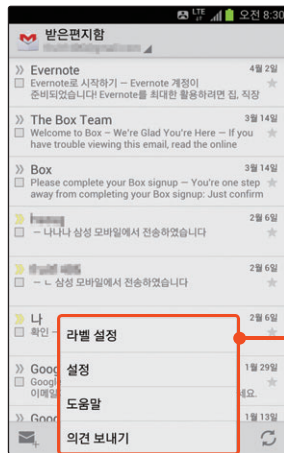 LTE 오전 8:30
받은편지함
Evernote 4월 2일
Evernote로 시작하기 – Evernote 계정이
준비되었습니다! Evernote를 최대한 활용하려면 집, 직장
The Box Team 3월 14일
Welcome to Box – We're Glad You're Here – If you
have trouble viewing this email, read the online
Box 3월 14일
Please complete your Box signup – You're one step
away from completing your Box signup: Just confirm
2월 6일
– 나나나 삼성 모바일에서 전송하였습니다
2월 6일
– ㄴ 삼성 모바일에서 전송하였습니다
나 2월 6일
확인 –
라벨 설정
Goog 1월 29일
설정
Googl
이메일 세요.
도움말
Goog 1월 19일
의견 보내기